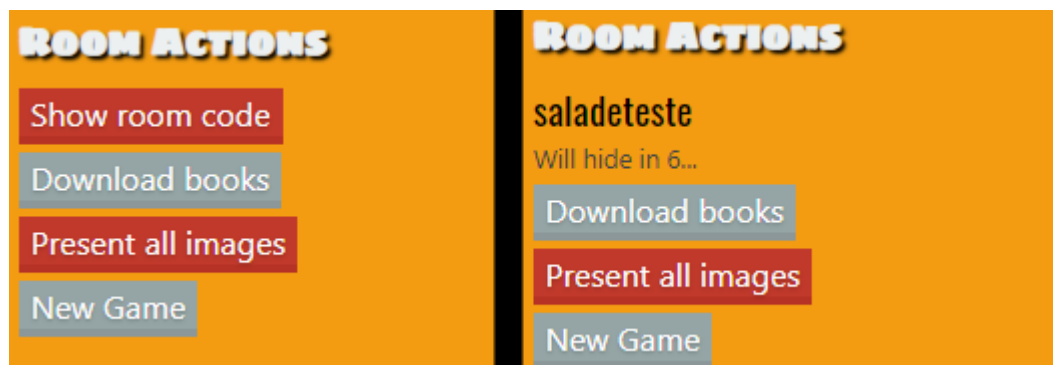 Room Actions
Show room code
Download books
Present all images
New Game
Room Actions
saladeteste
Will hide in 6...
Download books
Present all images
New Game